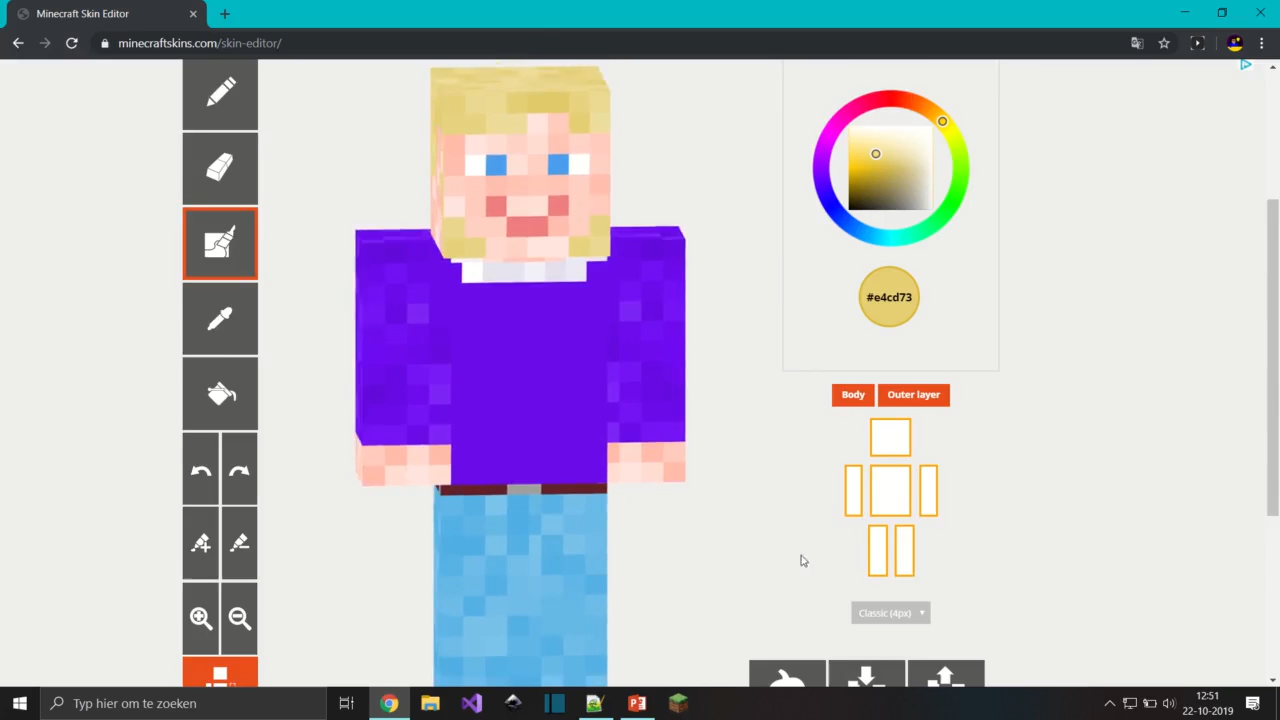 Minecraft Skin Editor
minecraftskins.com/skin-editor/
#e4cd73
Body
Outer layer
Classic (4px)
Typ hier om te zoeken
12:51
22-10-2019